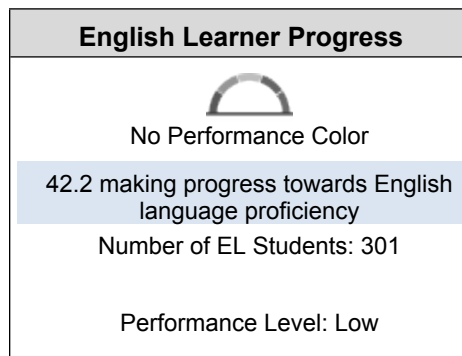 English Learner Progress
No Performance Color
42.2 making progress towards English
language proficiency
Number of EL Students: 301
Performance Level: Low